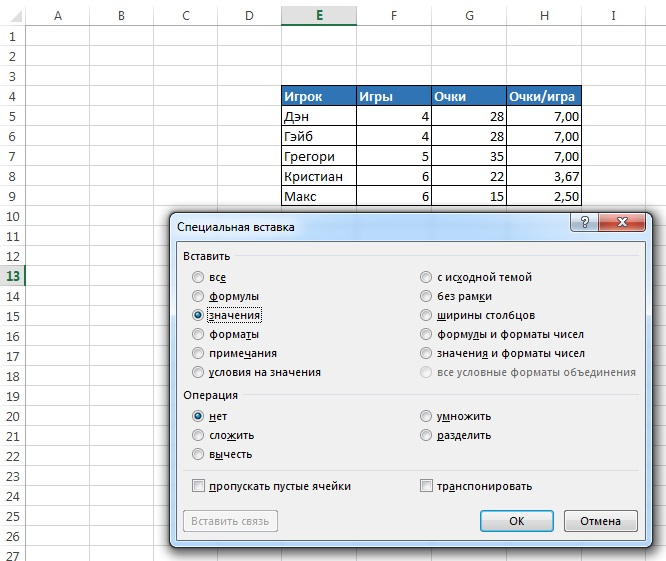 A B C D E F G H I
1
2
3
4 Игрок Игры Очки Очки/игра
5 Дэн 4 28 7,00
6 Гэйб 4 28 7,00
7 Грегори 5 35 7,00
8 Кристиан 6 22 3,67
9 Макс 6 15 2,50
10
11
12
13
14
15
16
17
18
19
20
21
22
23
24
25
26
27
Специальная вставка ?
Вставить
все с исходной темой
формулы без рамки
значения ширины столбцов
форматы формулы и форматы чисел
примечания значения и форматы чисел
условия на значения все условные форматы объединения
Операция
нет умножить
сложить разделить
вычесть
пропускать пустые ячейки транспонировать
Вставить связь ОК Отмена